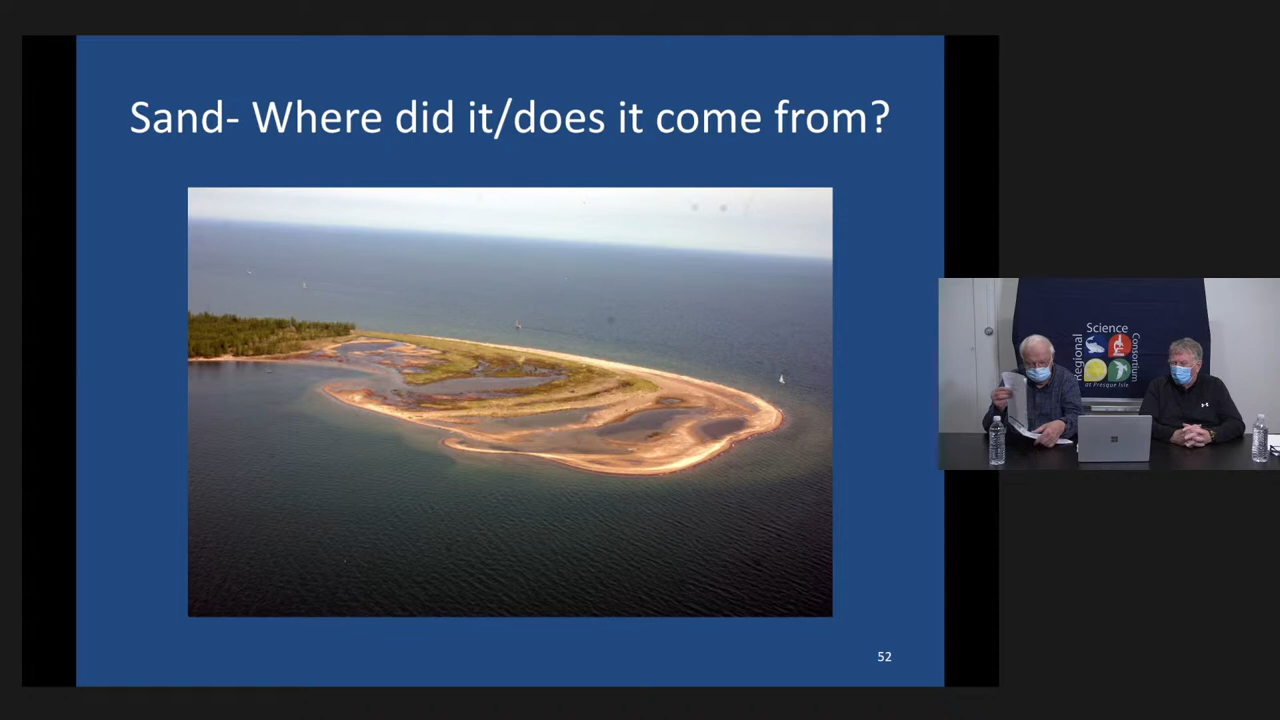 Sand- Where did it/does it come from?
Regional
Science
Consortium
at Presque Isle
52